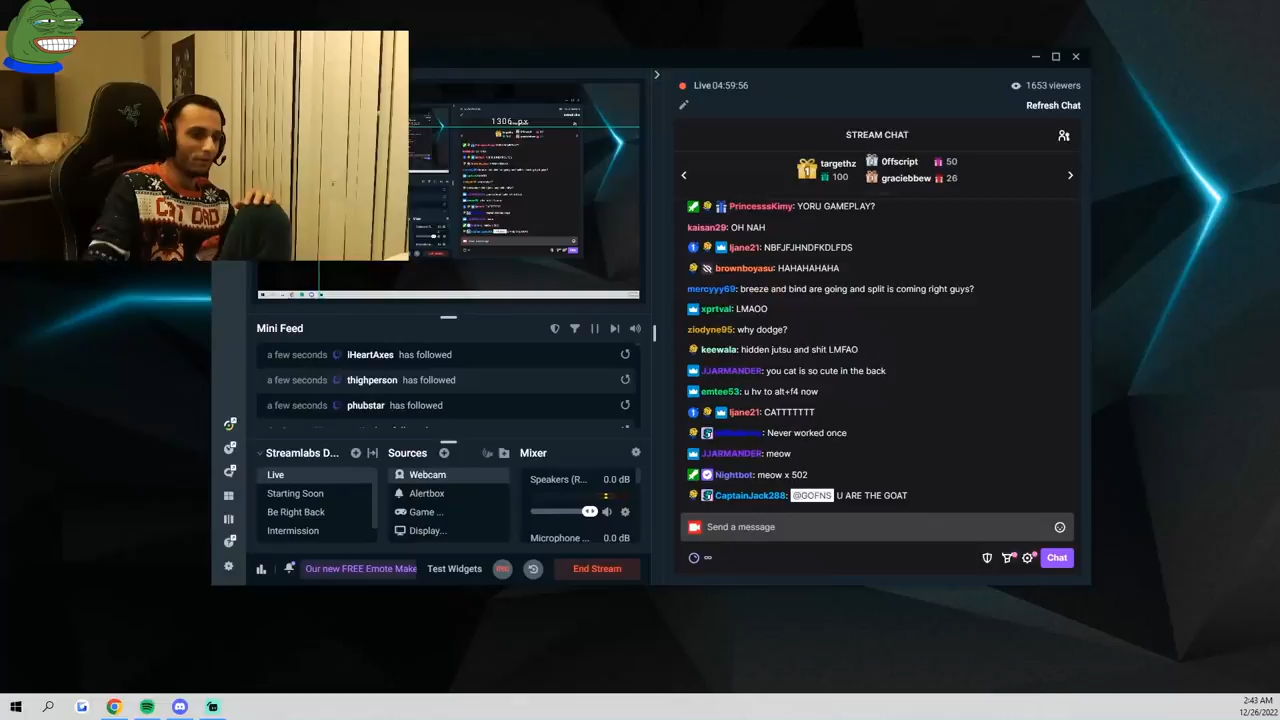 Live 04:59:56
1653 viewers
Refresh Chat
STREAM CHAT
targethz
100
Offscript 50
graciebbew 26
PrincesssKimy: YORU GAMEPLAY?
kaisan29: OH NAH
ljane21: NBFJFJHNDFKDLFDS
brownboyasu: HAHAHAHAHA
mercyyy69: breeze and bind are going and split is coming right guys?
xprtval: LMAOO
ziodyne95: why dodge?
keewala: hidden jutsu and shit LMFAO
JJARMANDER: you cat is so cute in the back
emtee53: u hv to alt+f4 now
ljane21: CATTTTTT
: Never worked once
JJARMANDER: meow
Nightbot: meow x 502
CaptainJack288: @GOFNS U ARE THE GOAT
Send a message
Chat
1306 px
Mini Feed
a few seconds iHeartAxes has followed
a few seconds thighperson has followed
a few seconds phubstar has followed
Streamlabs D...
Live
Starting Soon
Be Right Back
Intermission
Sources
Webcam
Alertbox
Game ...
Display...
Mixer
Speakers (R... 0.0 dB
Microphone ... 0.0 dB
Our new FREE Emote Make
Test Widgets
REC
End Stream
2:43 AM
12/26/2022